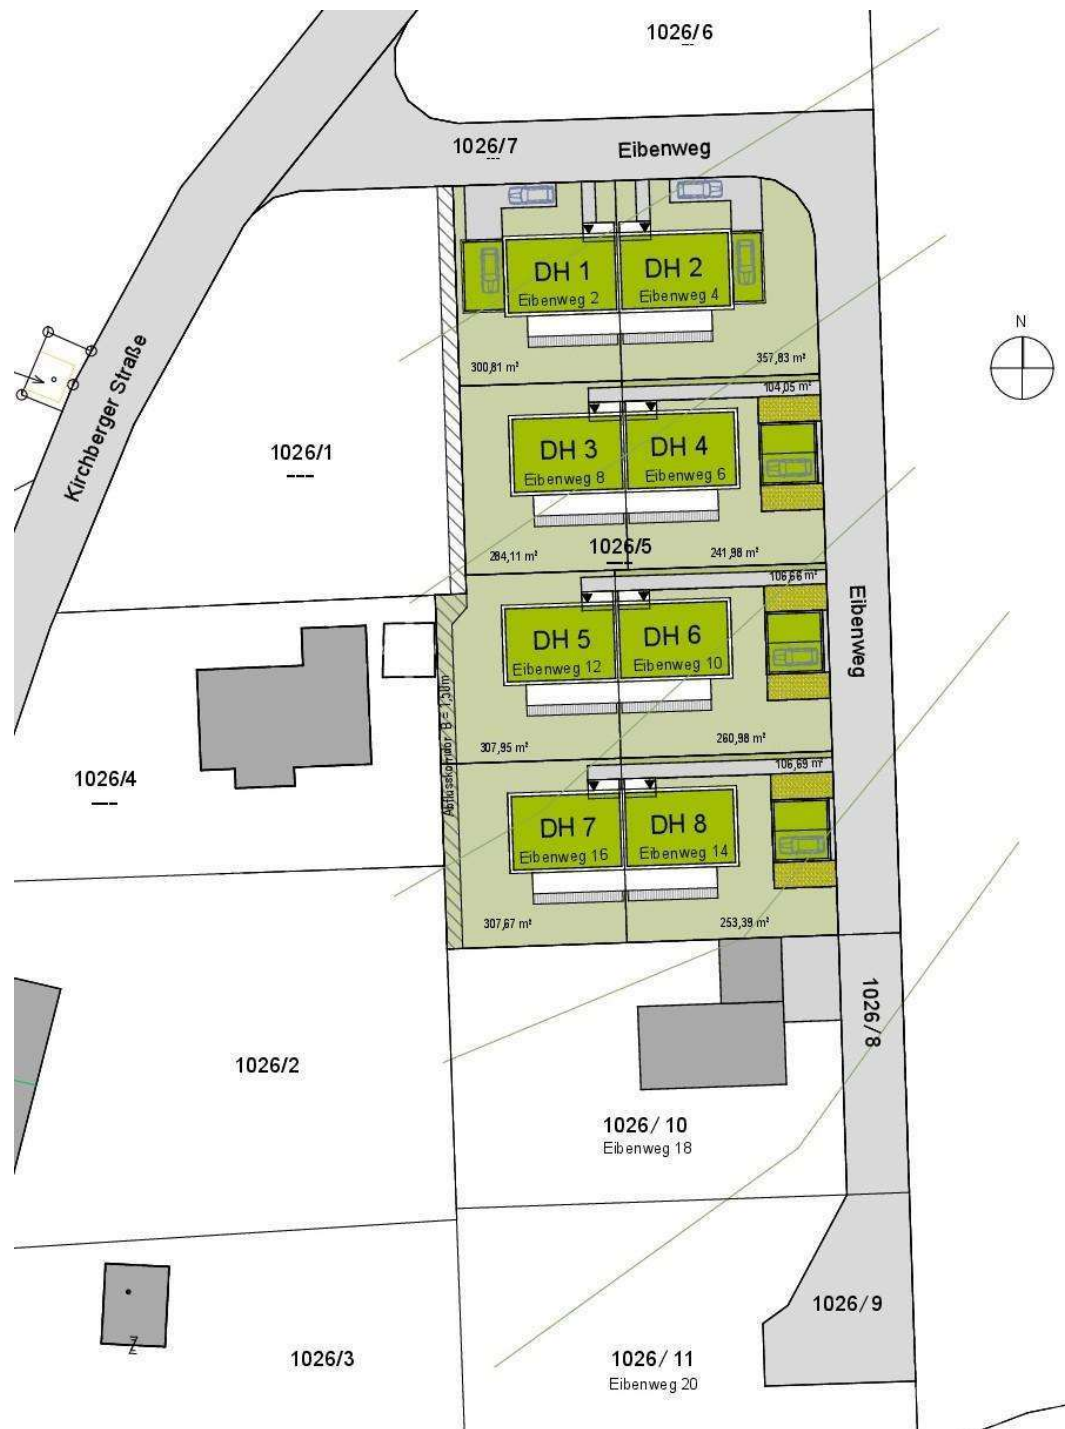 1026/6
1026/7
Eibenweg
DH 1
Eibenweg 2
DH 2
Eibenweg 4
300,81 m²
357,83 m²
N
Kirchberger Straße
104,05 m²
1026/1
DH 3
Eibenweg 8
DH 4
Eibenweg 6
284,11 m²
1026/5
241,98 m²
106,66 m²
Eibenweg
DH 5
Eibenweg 12
DH 6
Eibenweg 10
307,95 m²
260,98 m²
Abflusskorridor B = 1,50m
1026/4
106,69 m²
DH 7
Eibenweg 16
DH 8
Eibenweg 14
307,67 m²
253,39 m²
1026/8
1026/2
1026/10
Eibenweg 18
1026/9
1026/3
1026/11
Eibenweg 20